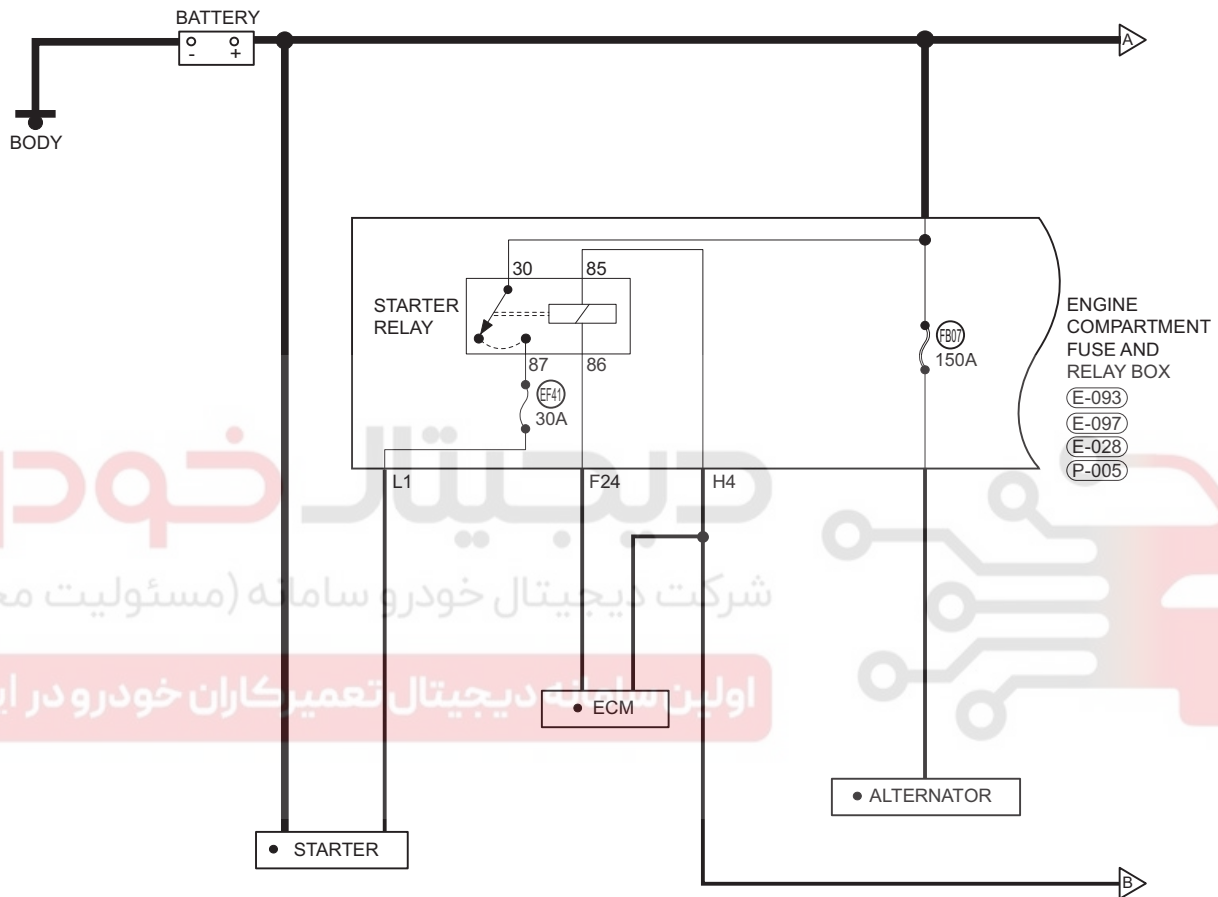 BATTERY
- +
A
BODY
30 85
STARTER
RELAY
87 86
EF41
30A
FB07
150A
ENGINE
COMPARTMENT
FUSE AND
RELAY BOX
E-093
E-097
E-028
P-005
L1 F24 H4
دیجیتال خودر
شرکت دیجیتال خودرو سامانه (مسئولیت
اولین سامانه دیجیتال تعمیرکاران خودرو در
ECM
ALTERNATOR
STARTER
B